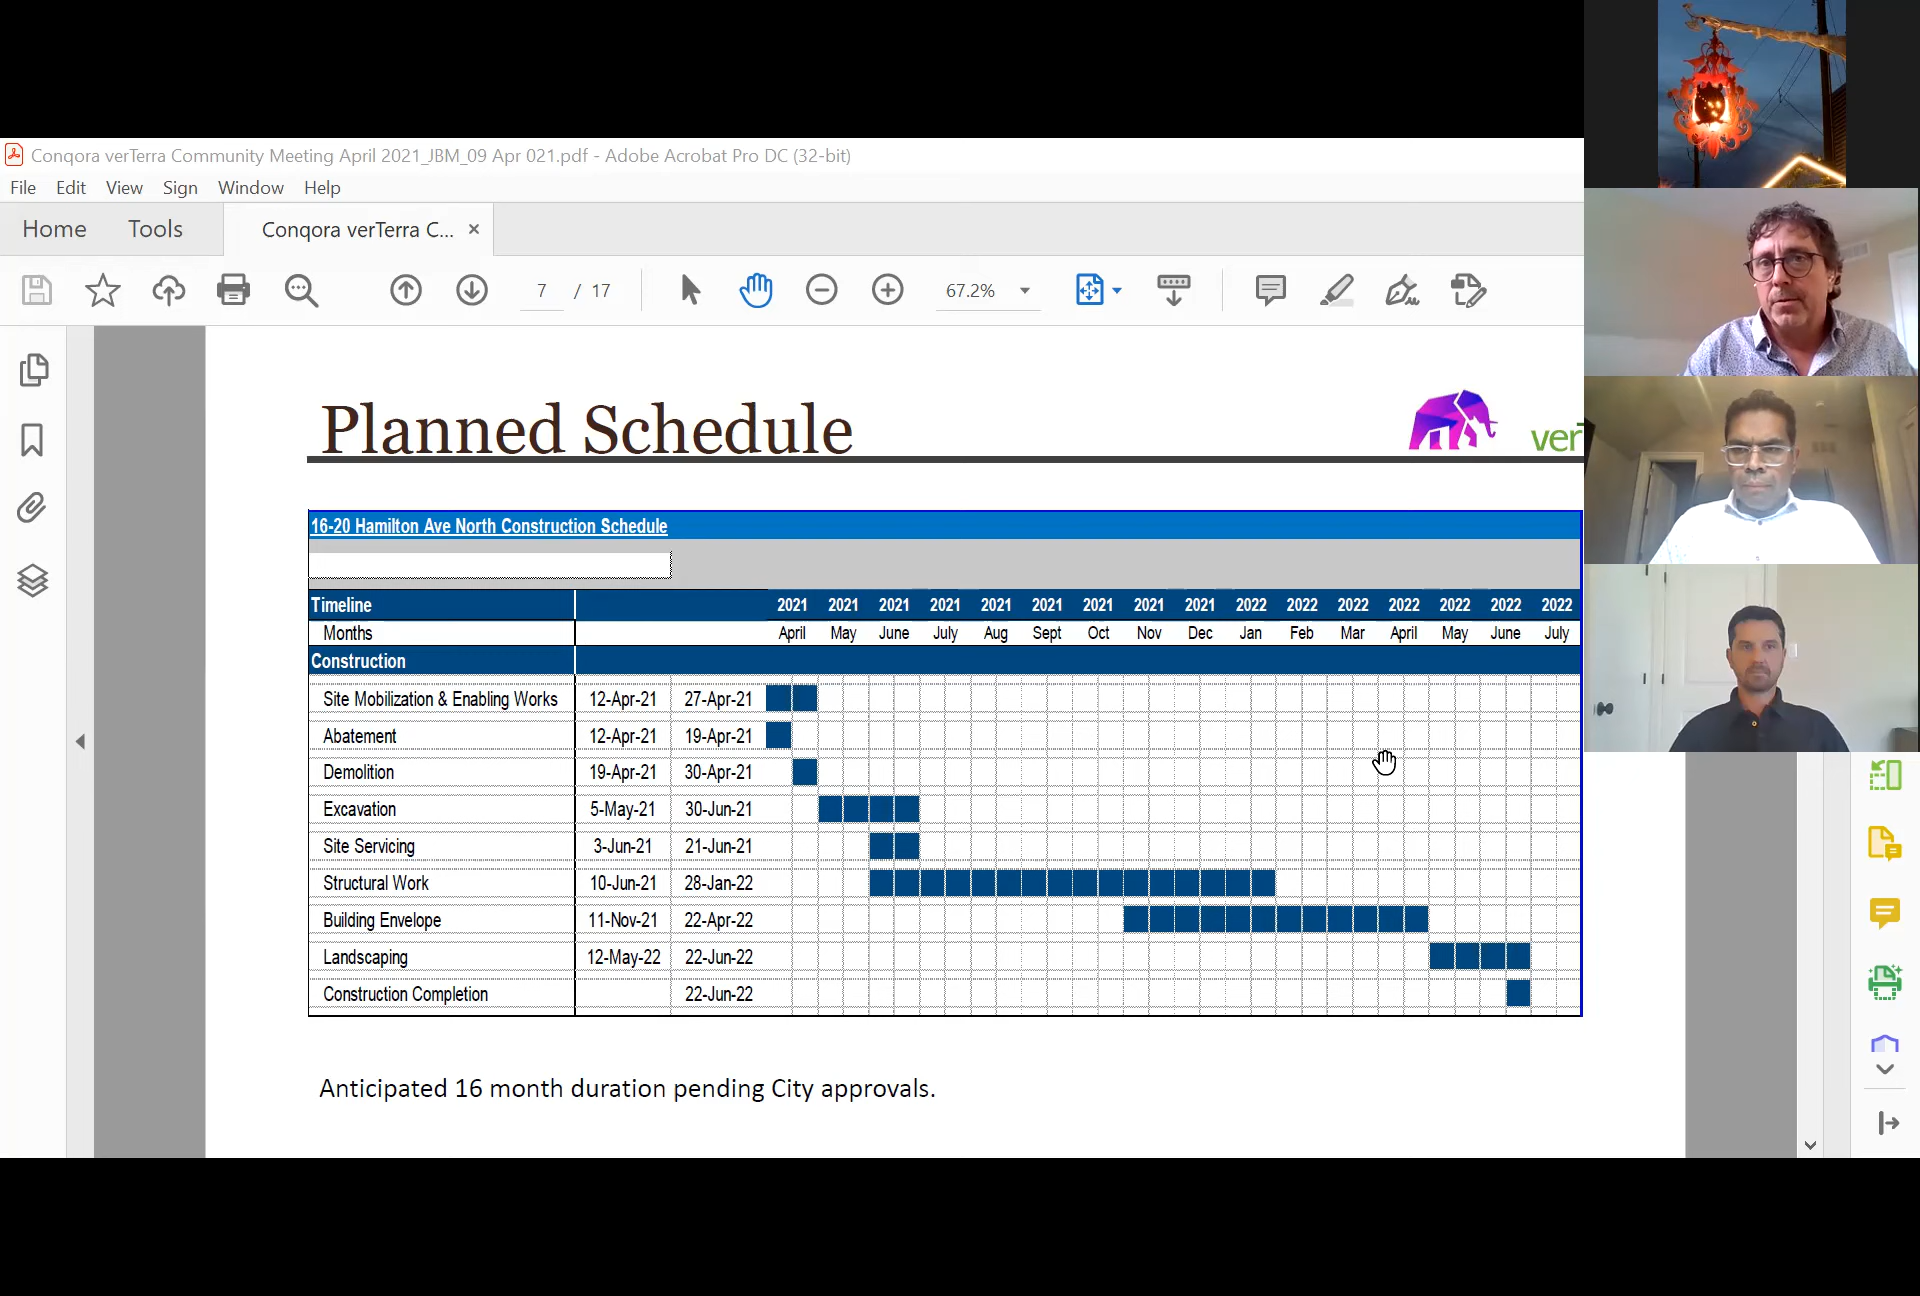 Conqora verTerra Community Meeting April 2021_JBM_09 Apr 021.pdf - Adobe Acrobat Pro DC (32-bit)
File Edit View Sign Window Help
Home Tools Conqora verTerra C... ×
7 / 17 67.2%
Planned Schedule
ver
16-20 Hamilton Ave North Construction Schedule
Timeline 2021 2021 2021 2021 2021 2021 2021 2021 2021 2022 2022 2022 2022 2022 2022 2022
Months April May June July Aug Sept Oct Nov Dec Jan Feb Mar April May June July
Construction
Site Mobilization & Enabling Works 12-Apr-21 27-Apr-21
Abatement 12-Apr-21 19-Apr-21
Demolition 19-Apr-21 30-Apr-21
Excavation 5-May-21 30-Jun-21
Site Servicing 3-Jun-21 21-Jun-21
Structural Work 10-Jun-21 28-Jan-22
Building Envelope 11-Nov-21 22-Apr-22
Landscaping 12-May-22 22-Jun-22
Construction Completion 22-Jun-22
Anticipated 16 month duration pending City approvals.